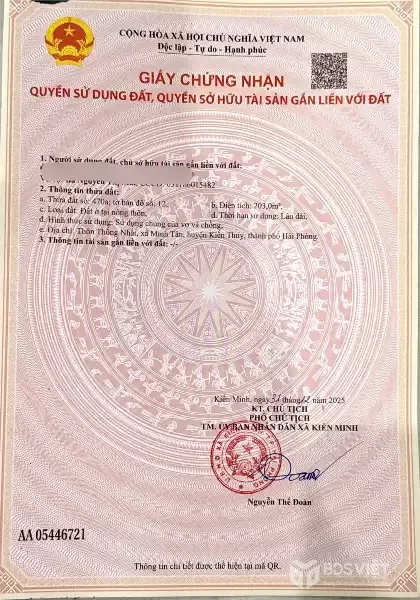 CỘNG HÒA XÃ HỘI CHỦ NGHĨA VIỆT NAM
Độc lập - Tự do - Hạnh phúc
GIẤY CHỨNG NHẬN
QUYỀN SỬ DỤNG ĐẤT, QUYỀN SỞ HỮU TÀI SẢN GẮN LIỀN VỚI ĐẤT
1. Người sử dụng đất, chủ sở hữu tài sản gắn liền với đất:
2. Thông tin thửa đất:
a. Thửa đất số: 470a, tờ bản đồ số: 12,
b. Diện tích: 203,0m²,
c. Loại đất: Đất ở tại nông thôn,
d. Thời hạn sử dụng: Lâu dài,
đ. Hình thức sử dụng: Sử dụng chung của vợ và chồng,
e. Địa chỉ: Thôn Thống Nhất, xã Minh Tân, huyện Kiến Thụy, thành phố Hải Phòng.
3. Thông tin tài sản gắn liền với đất: -/-
Kiến Minh, ngày 31 tháng 12 năm 2025
KT. CHỦ TỊCH
PHÓ CHỦ TỊCH
TM. ỦY BAN NHÂN DÂN XÃ KIẾN MINH
Nguyễn Thế Đoàn
AA 05446721
Thông tin chi tiết được thể hiện tại mã QR.
BDS VIET